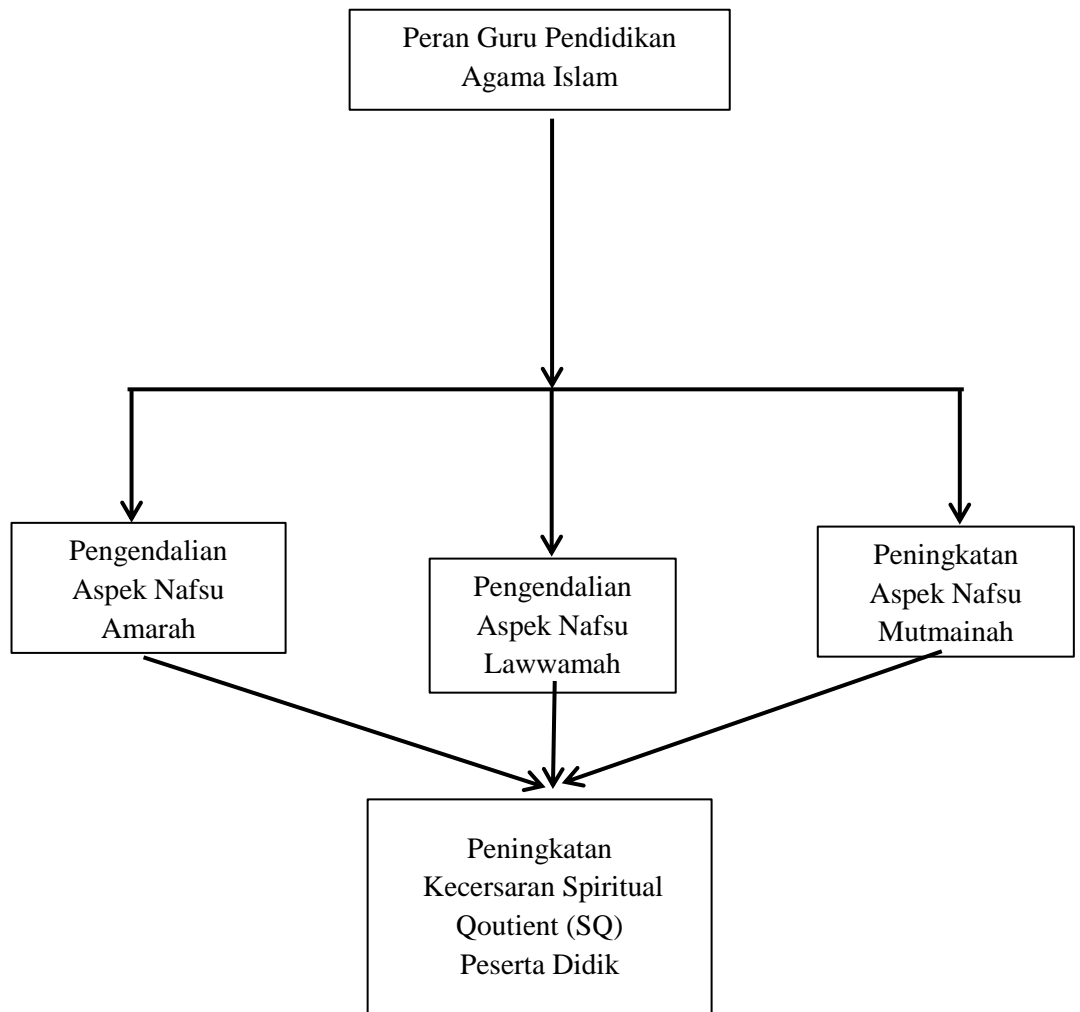 Peran Guru Pendidikan
Agama Islam
Pengendalian
Aspek Nafsu
Amarah
Pengendalian
Aspek Nafsu
Lawwamah
Peningkatan
Aspek Nafsu
Mutmainah
Peningkatan
Kecersaran Spiritual
Qoutient (SQ)
Peserta Didik